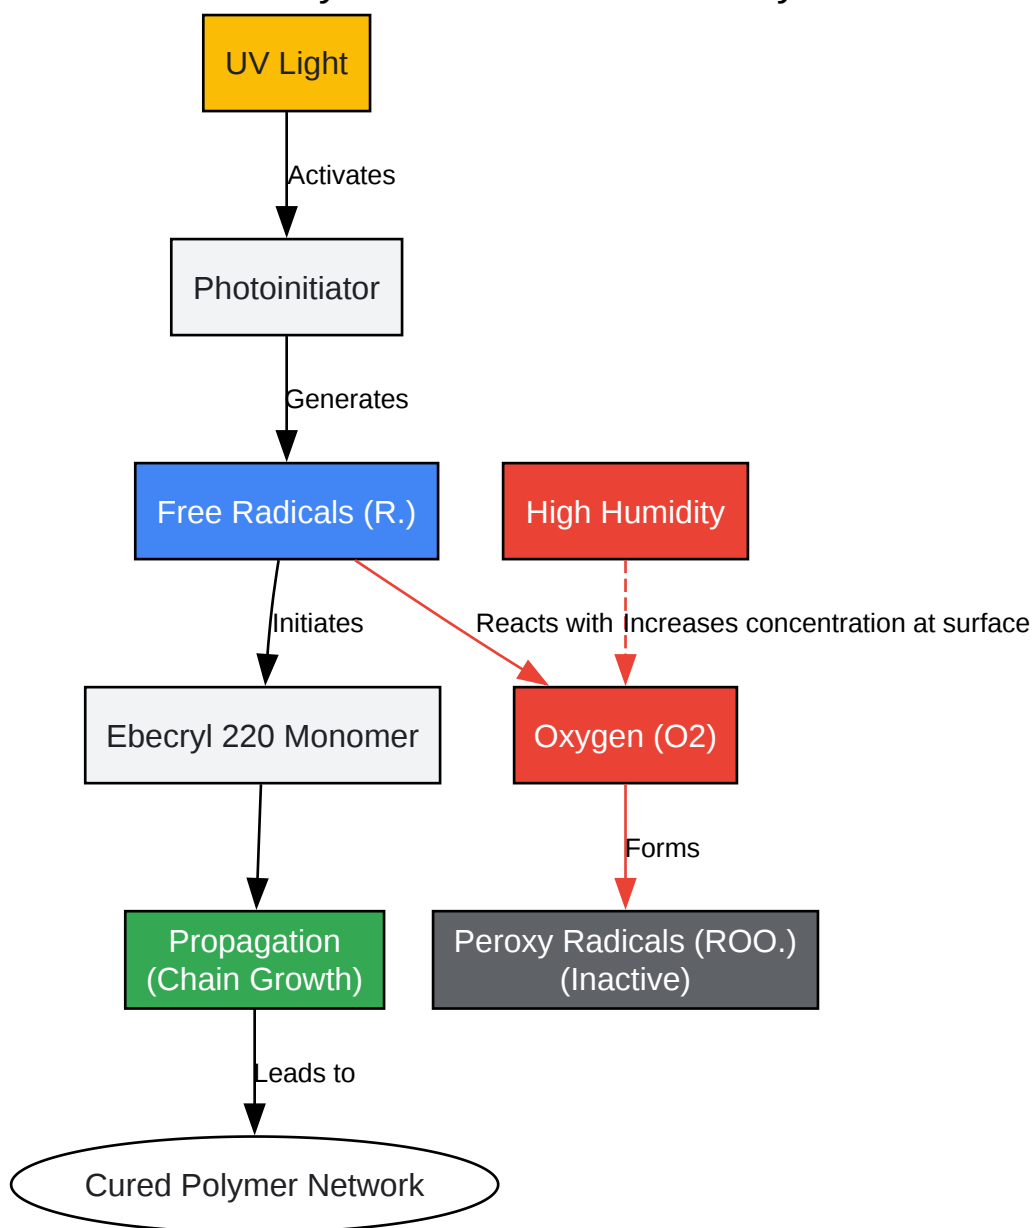 UV Light
Activates
Photoinitiator
Generates
Free Radicals (R.)
High Humidity
Initiates
Reacts with
Increases concentration at surface
Ebecryl 220 Monomer
Oxygen (O2)
Forms
Propagation
(Chain Growth)
Peroxy Radicals (ROO.)
(Inactive)
Leads to
Cured Polymer Network